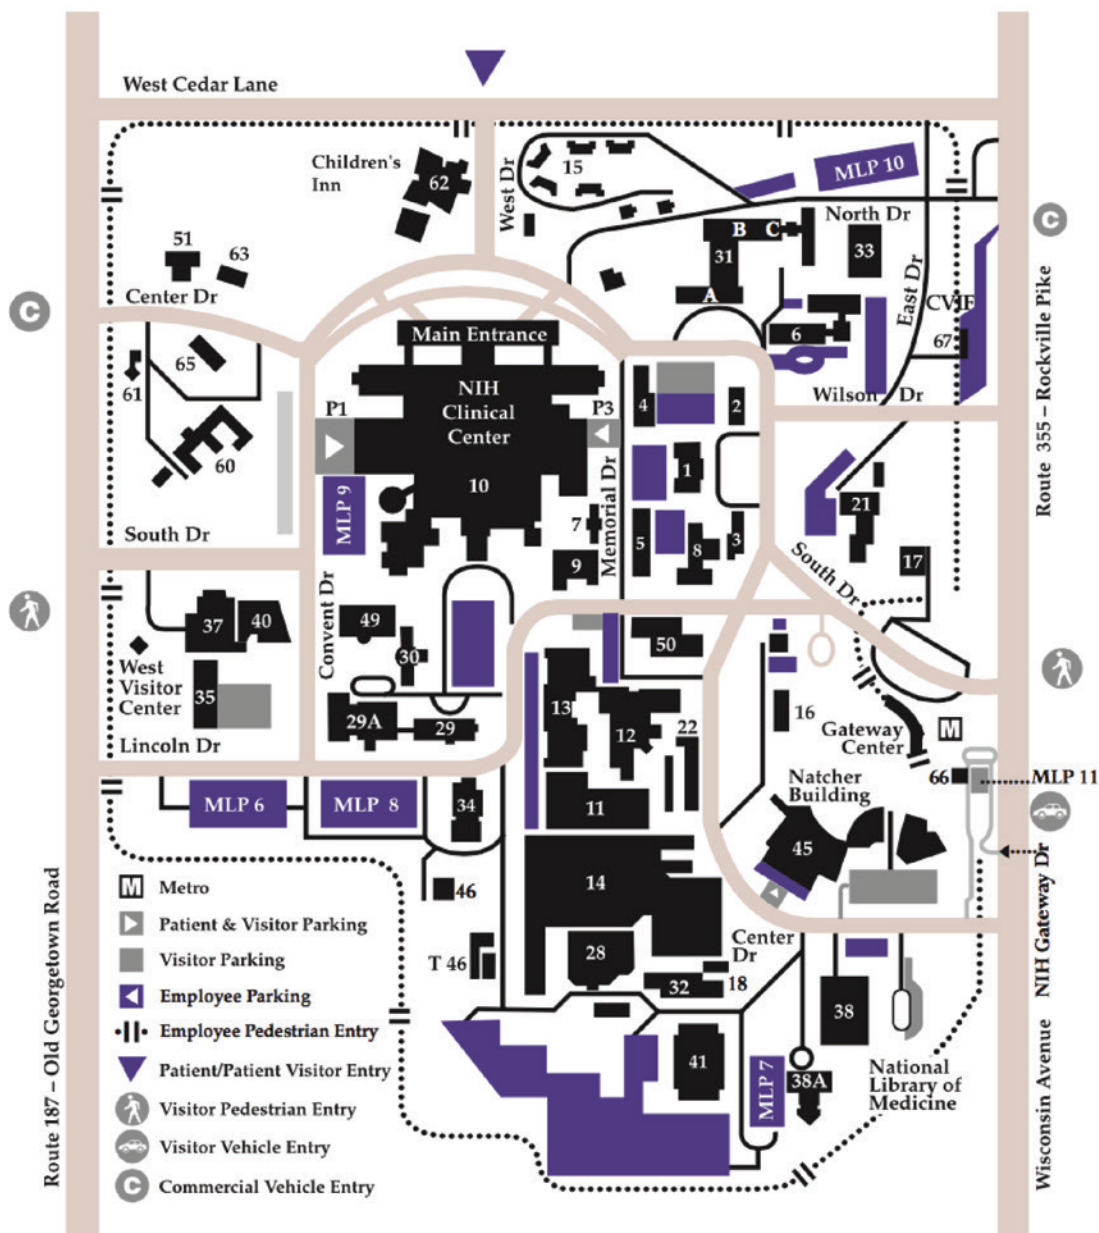 West Cedar Lane
Children's
Inn
62
West Dr
15
MLP 10
North Dr
B
C
33
31
A
51
63
Center Dr
East Dr
CVIF
67
6
Wilson Dr
C
C
Route 355 – Rockville Pike
Main Entrance
NIH
Clinical
Center
10
P1
P3
65
61
60
4
2
1
MLP 9
South Dr
7
9
Memorial Dr
5
8
3
21
17
South Dr
37
40
West
Visitor
Center
35
Lincoln Dr
Convent Dr
49
30
29A
29
50
13
12
22
16
Gateway
Center
M
66
MLP 11
Natcher
Building
45
MLP 6
MLP 8
34
11
14
46
T 46
28
32
18
Center
Dr
38
41
MLP 7
38A
National
Library of
Medicine
NIH Gateway Dr
Wisconsin Avenue
Route 187 – Old Georgetown Road
M Metro
Patient & Visitor Parking
Visitor Parking
Employee Parking
Employee Pedestrian Entry
Patient/Patient Visitor Entry
Visitor Pedestrian Entry
Visitor Vehicle Entry
C Commercial Vehicle Entry